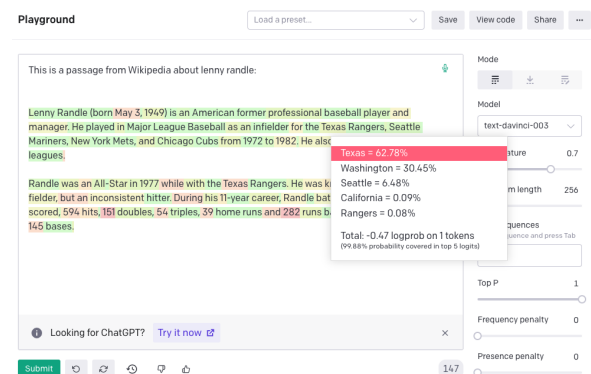 Playground
Load a preset...
Save
View code
Share
This is a passage from Wikipedia about lenny randle:
Lenny Randle (born May 3, 1949) is an American former professional baseball player and
manager. He played in Major League Baseball as an infielder for the Texas Rangers, Seattle
Mariners, New York Mets, and Chicago Cubs from 1972 to 1982. He also
leagues.
Randle was an All-Star in 1977 while with the Texas Rangers. He was
fielder, but an inconsistent hitter. During his 11-year career, Randle
scored, 594 hits, 151 doubles, 54 triples, 39 home runs and 282 runs
145 bases.
Texas = 62.78%
Washington = 30.45%
Seattle = 6.48%
California = 0.09%
Rangers = 0.08%
Total: -0.47 logprob on 1 tokens
(99.88% probability covered in top 5 logits)
Mode
Model
text-davinci-003
0.7
length 256
Top P 1
Frequency penalty 0
Presence penalty 0
Looking for ChatGPT? Try it now
Submit
147